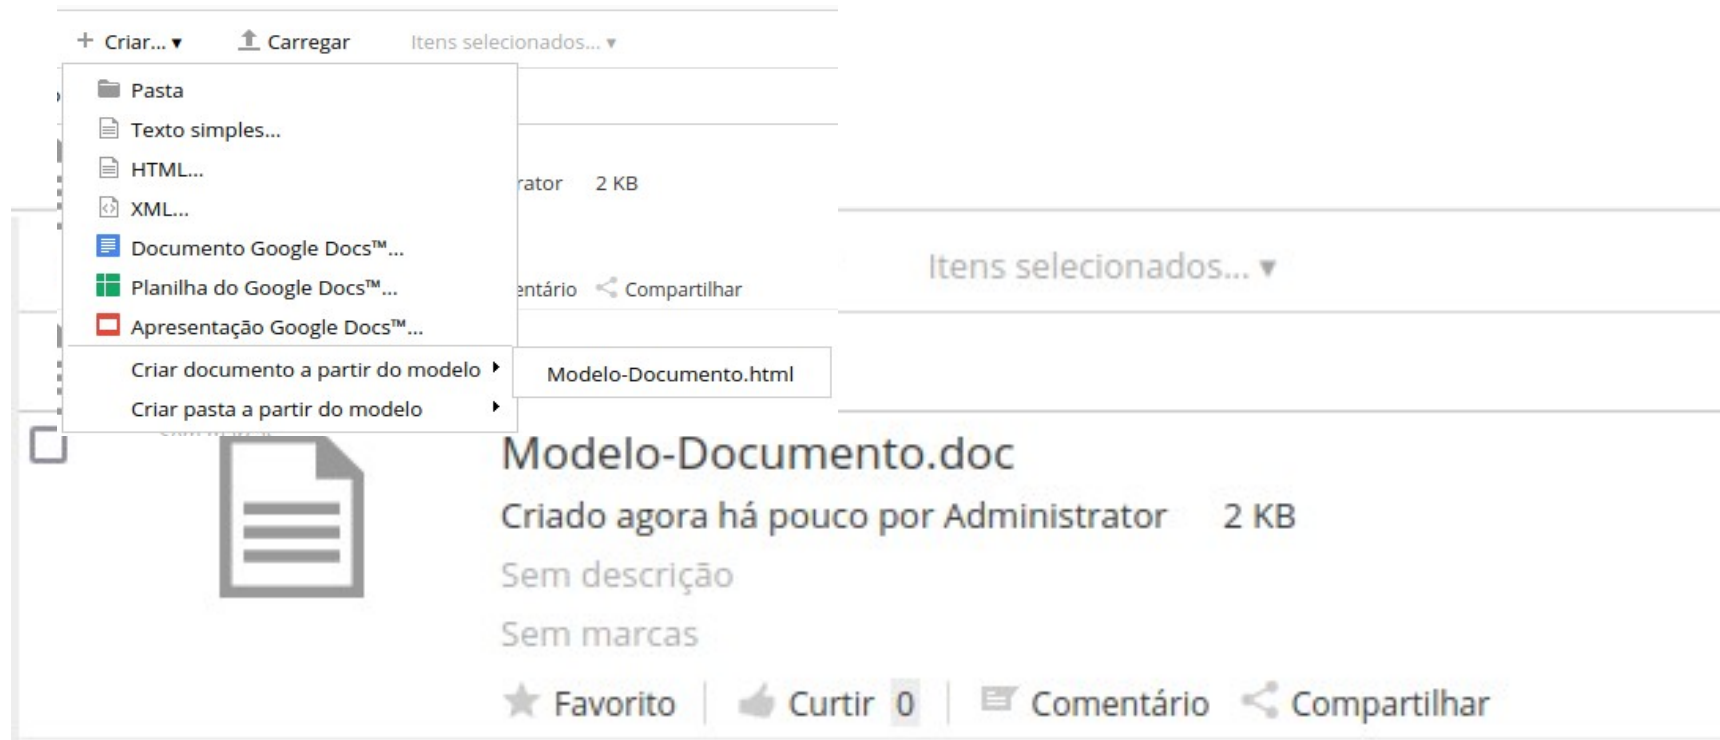 Criar... ▾ Carregar Itens selecionados... ▾
Pasta
Texto simples...
HTML...
XML...
Documento Google Docs™...
Planilha do Google Docs™...
Apresentação Google Docs™...
Criar documento a partir do modelo
Criar pasta a partir do modelo
Modelo-Documento.html
rator 2 KB
entário Compartilhar
Itens selecionados... ▾
Modelo-Documento.doc
Criado agora há pouco por Administrator 2 KB
Sem descrição
Sem marcas
Favorito Curtir 0 Comentário Compartilhar